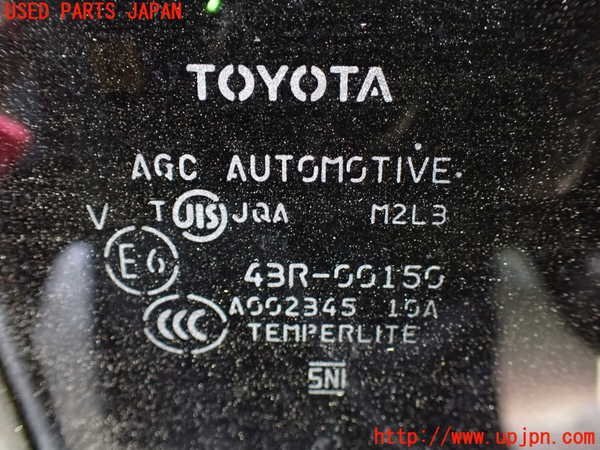 USED PARTS JAPAN
TOYOTA
AGC AUTOMOTIVE
V T JIS JQA M2L3
E6 43R-00150
CCC A002345 10A
TEMPERLITE
SNI
http://www.upjpn.com/